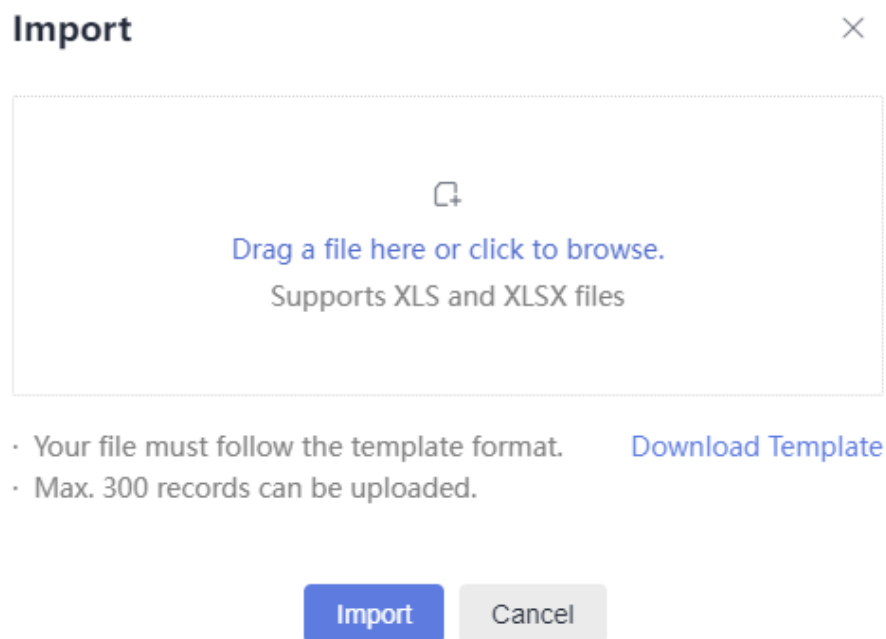 Import
Drag a file here or click to browse.
Supports XLS and XLSX files
· Your file must follow the template format. Download Template
· Max. 300 records can be uploaded.
Import Cancel